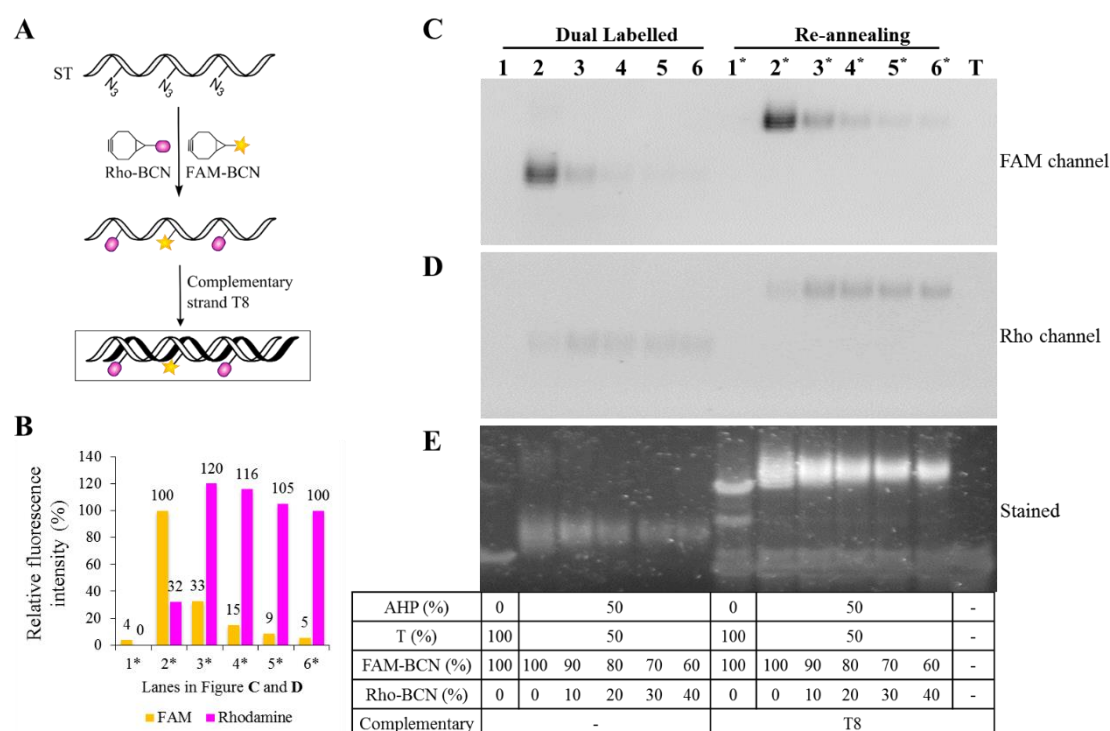 A
ST
N3 N3 N3
Rho-BCN FAM-BCN
Complementary
strand T8
B
Relative fluorescence
intensity (%)
140
120
100
80
60
40
20
0
4 0 100 32 33 120 15 116 9 105 5 100
1* 2* 3* 4* 5* 6*
Lanes in Figure C and D
FAM Rhodamine
C
Dual Labelled Re-annealing
1 2 3 4 5 6 1* 2* 3* 4* 5* 6* T
FAM channel
D
Rho channel
E
Stained
AHP (%) 0 50 0 50 -
T (%) 100 50 100 50 -
FAM-BCN (%) 100 100 90 80 70 60 100 100 90 80 70 60 -
Rho-BCN (%) 0 0 10 20 30 40 0 0 10 20 30 40 -
Complementary - T8